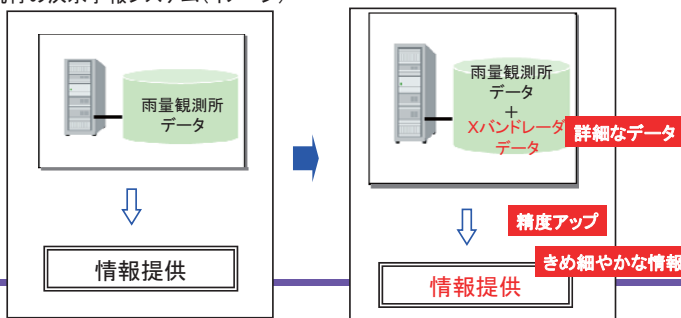 雨量観測所
データ
情報提供
雨量観測所
データ
+
Xバンドレーダ
データ
詳細なデータ
精度アップ
きめ細やかな情報
情報提供